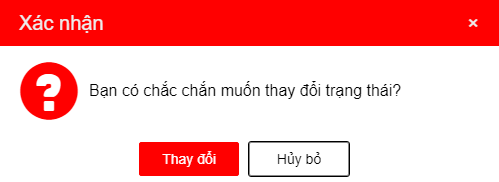 Xác nhận ×
Bạn có chắc chắn muốn thay đổi trạng thái?
Thay đổi Hủy bỏ